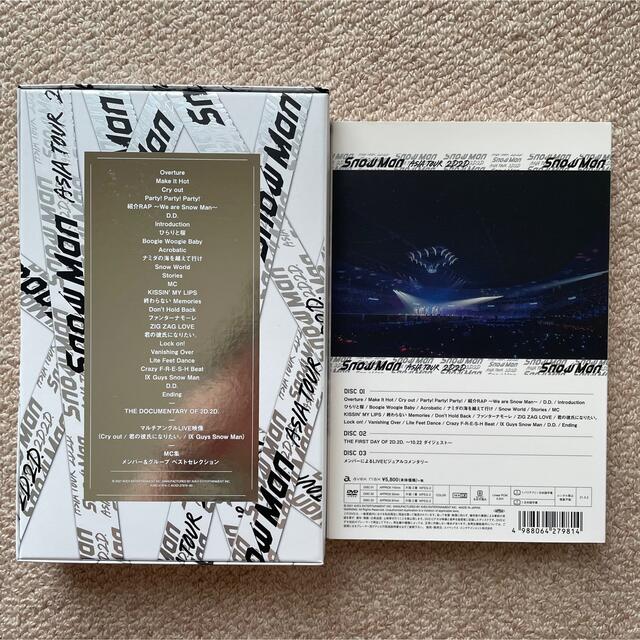 Snow Man
ASIA TOUR 2D.2D.
Overture
Make It Hot
Cry out
Party! Party! Party!
紹介RAP ～We are Snow Man～
D.D.
Introduction
ひらりと桜
Boogie Woogie Baby
Acrobatic
ナミダの海を越えて行け
Snow World
Stories
MC
KISSIN' MY LIPS
終わらない Memories
Don't Hold Back
ファンターナモーレ
ZIG ZAG LOVE
君の彼氏になりたい。
Lock on!
Vanishing Over
Lite Feet Dance
Crazy F-R-E-S-H Beat
IX Guys Snow Man
D.D.
Ending
THE DOCUMENTARY OF 2D.2D.
マルチアングルLIVE映像
(Cry out / 君の彼氏になりたい。/ IX Guys Snow Man)
MC集
メンバー&グループ ベストセレクション
Snow Man ASIA TOUR 2D.2D.
Snow Man
DISC 01
Overture / Make It Hot / Cry out / Party! Party! Party! / 紹介RAP ～We are Snow Man～ / D.D. / Introduction
ひらりと桜 / Boogie Woogie Baby / Acrobatic / ナミダの海を越えて行け / Snow World / Stories / MC
KISSIN' MY LIPS / 終わらない Memories / Don't Hold Back / ファンターナモーレ / ZIG ZAG LOVE / 君の彼氏になりたい。
Lock on! / Vanishing Over / Lite Feet Dance / Crazy F-R-E-S-H Beat / IX Guys Snow Man / D.D. / Ending
DISC 02
THE FIRST DAY OF 2D.2D. ～10.22 ダイジェスト～
DISC 03
メンバーによるLIVEビジュアルコメンタリー
¥5,800
DVD
4 988064 279814